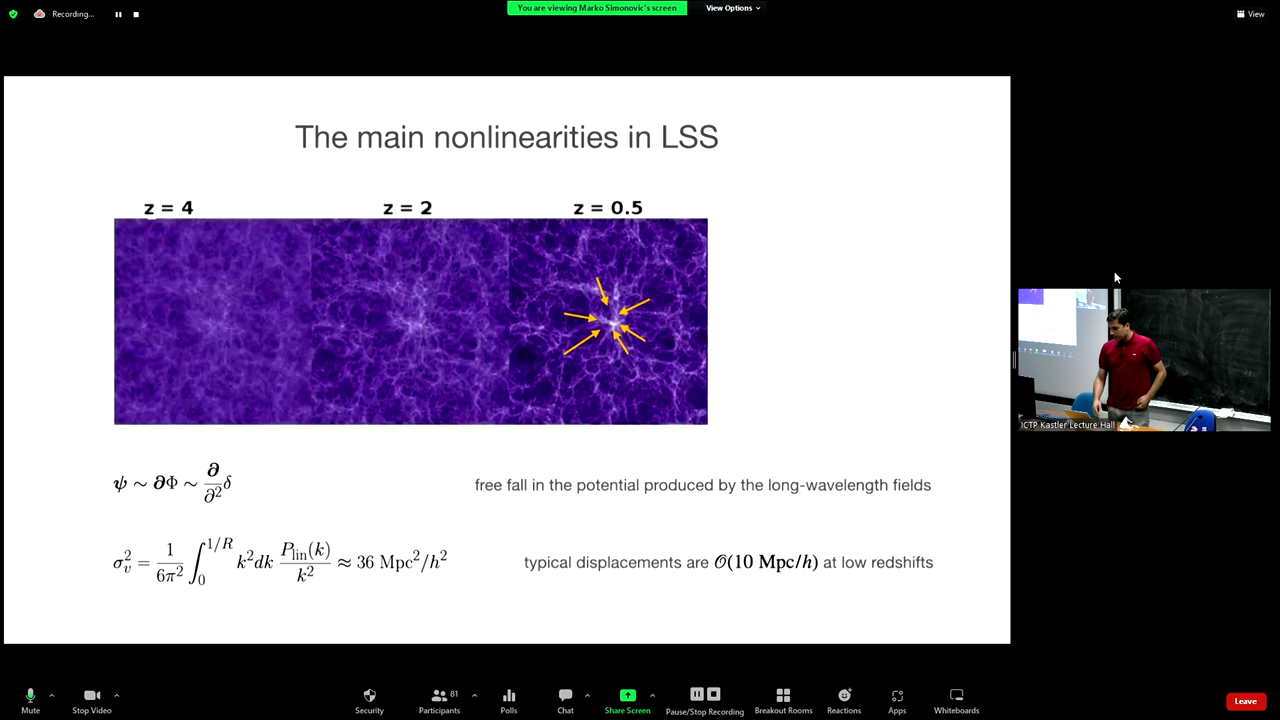 Recording...
You are viewing Marko Simonovic's screen
View Options
View
The main nonlinearities in LSS
z = 4
z = 2
z = 0.5
ψ ∼ ∂Φ ∼ ∂/∂² δ
free fall in the potential produced by the long-wavelength fields
σ_v² = 1/(6π²) ∫₀^{1/R} k²dk P_lin(k)/k² ≈ 36 Mpc²/h²
typical displacements are 𝒪(10 Mpc/h) at low redshifts
ICTP Kastler Lecture Hall
Mute
Stop Video
Security
81
Participants
Polls
Chat
Share Screen
Pause/Stop Recording
Breakout Rooms
Reactions
Apps
Whiteboards
Leave